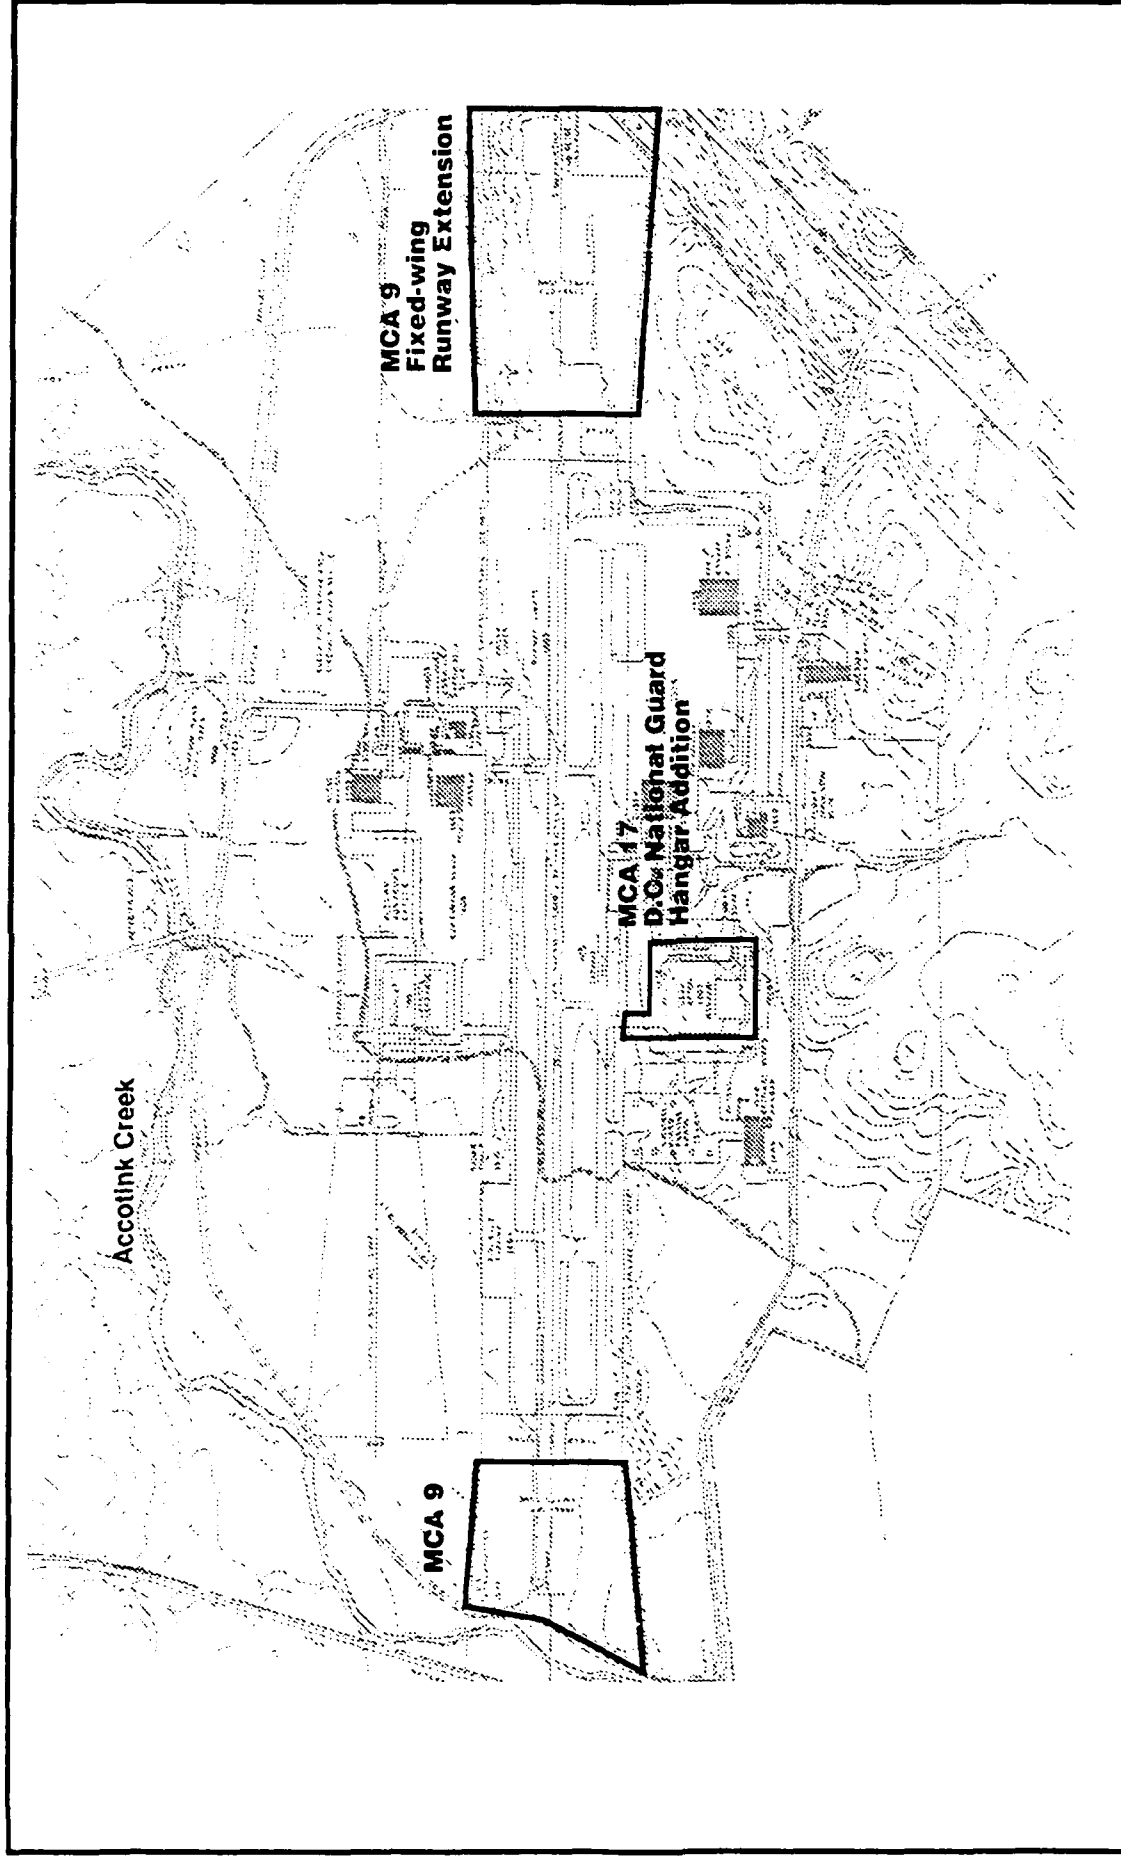 Accotink Creek
MCA 9
MCA 9
Fixed-wing
Runway Extension
MCA 17
D.C. National Guard
Hangar Addition